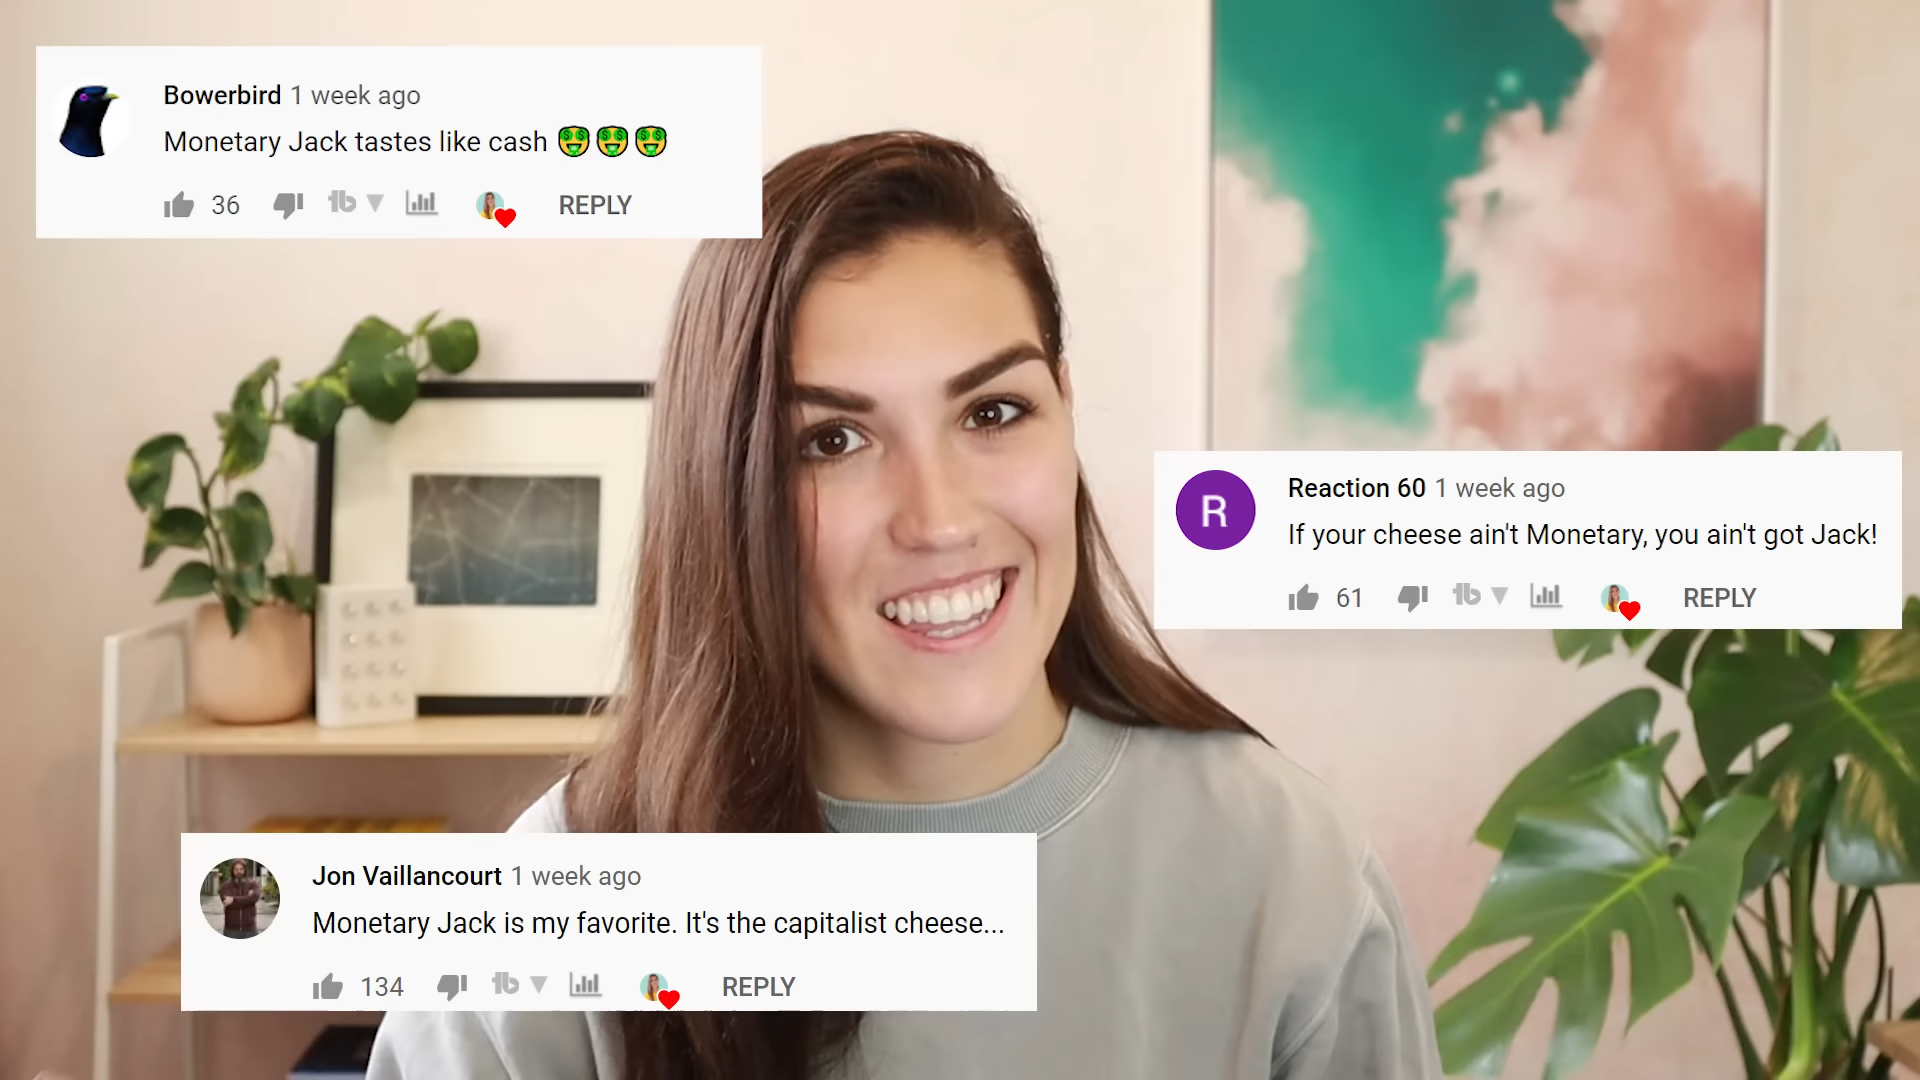 Bowerbird 1 week ago
Monetary Jack tastes like cash 🤑🤑🤑
36 REPLY
Reaction 60 1 week ago
R
If your cheese ain't Monetary, you ain't got Jack!
61 REPLY
Jon Vaillancourt 1 week ago
Monetary Jack is my favorite. It's the capitalist cheese...
134 REPLY